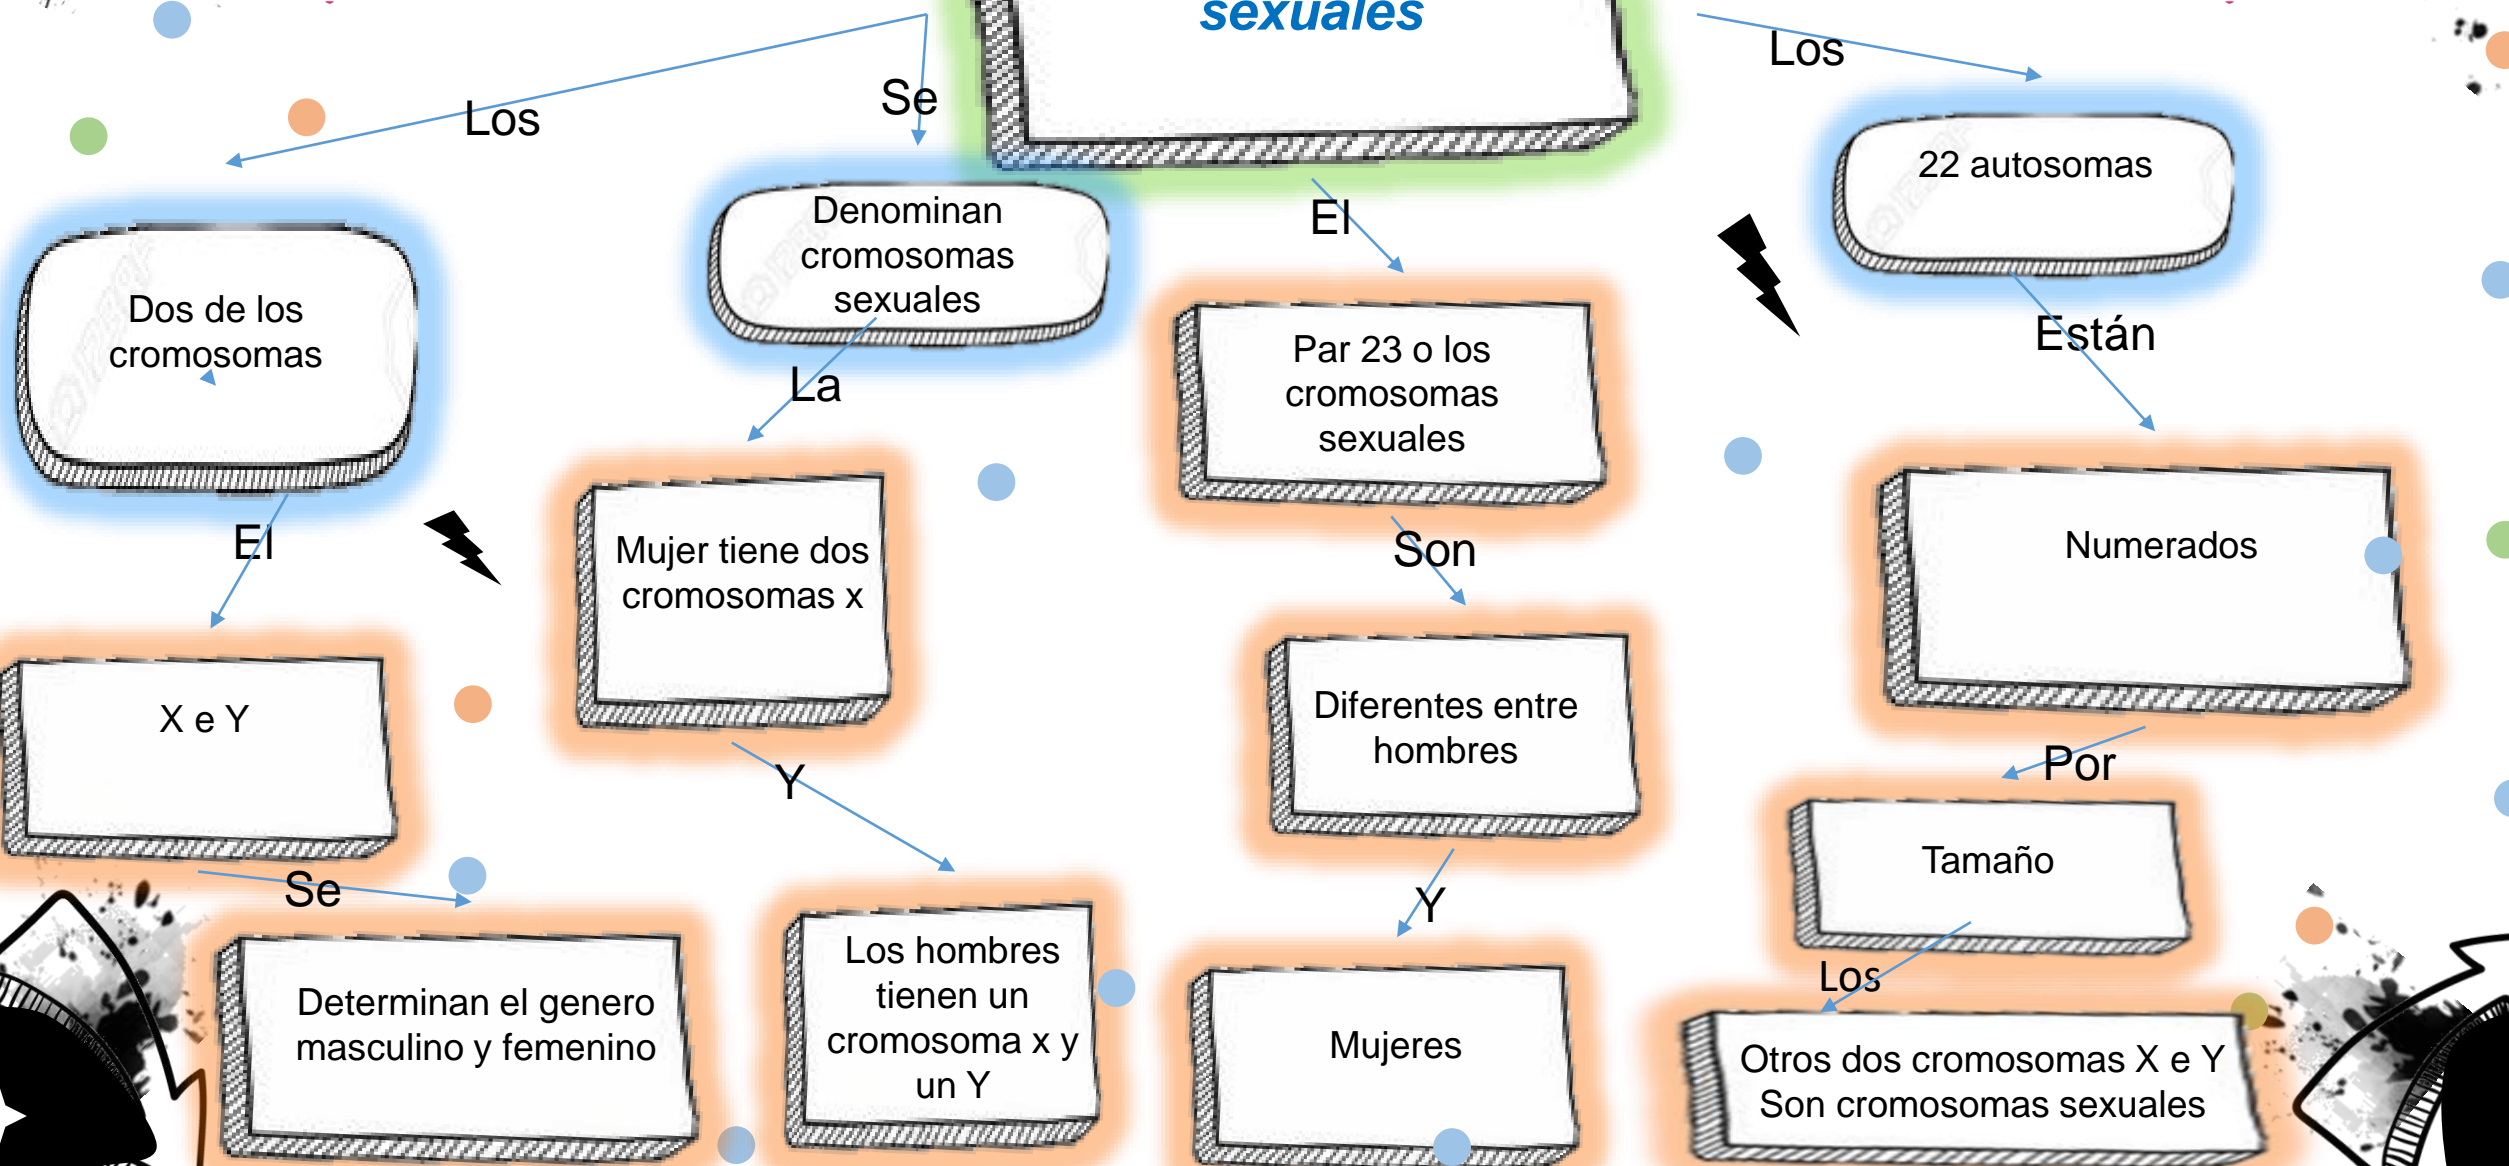 sexuales
Los
Dos de los
cromosomas
El
X e Y
Se
Determinan el genero
masculino y femenino
Se
Denominan
cromosomas
sexuales
La
Mujer tiene dos
cromosomas x
Y
Los hombres
tienen un
cromosoma x y
un Y
El
Par 23 o los
cromosomas
sexuales
Son
Diferentes entre
hombres
Y
Mujeres
Los
22 autosomas
Están
Numerados
Por
Tamaño
Los
Otros dos cromosomas X e Y
Son cromosomas sexuales